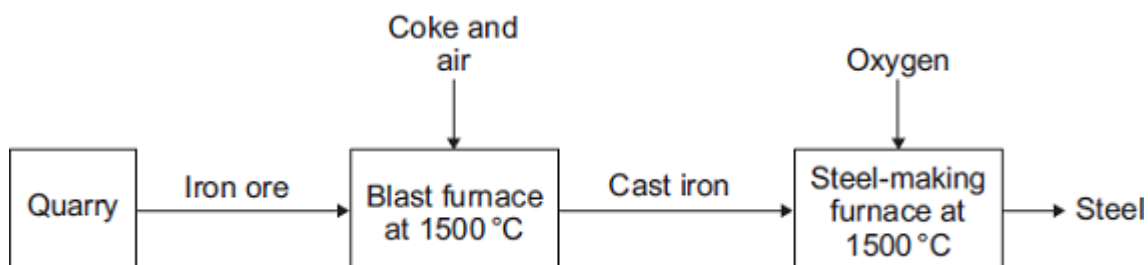 Coke and
air
Oxygen
Quarry
Iron ore
Blast furnace
at 1500 °C
Cast iron
Steel-making
furnace at
1500 °C
Steel